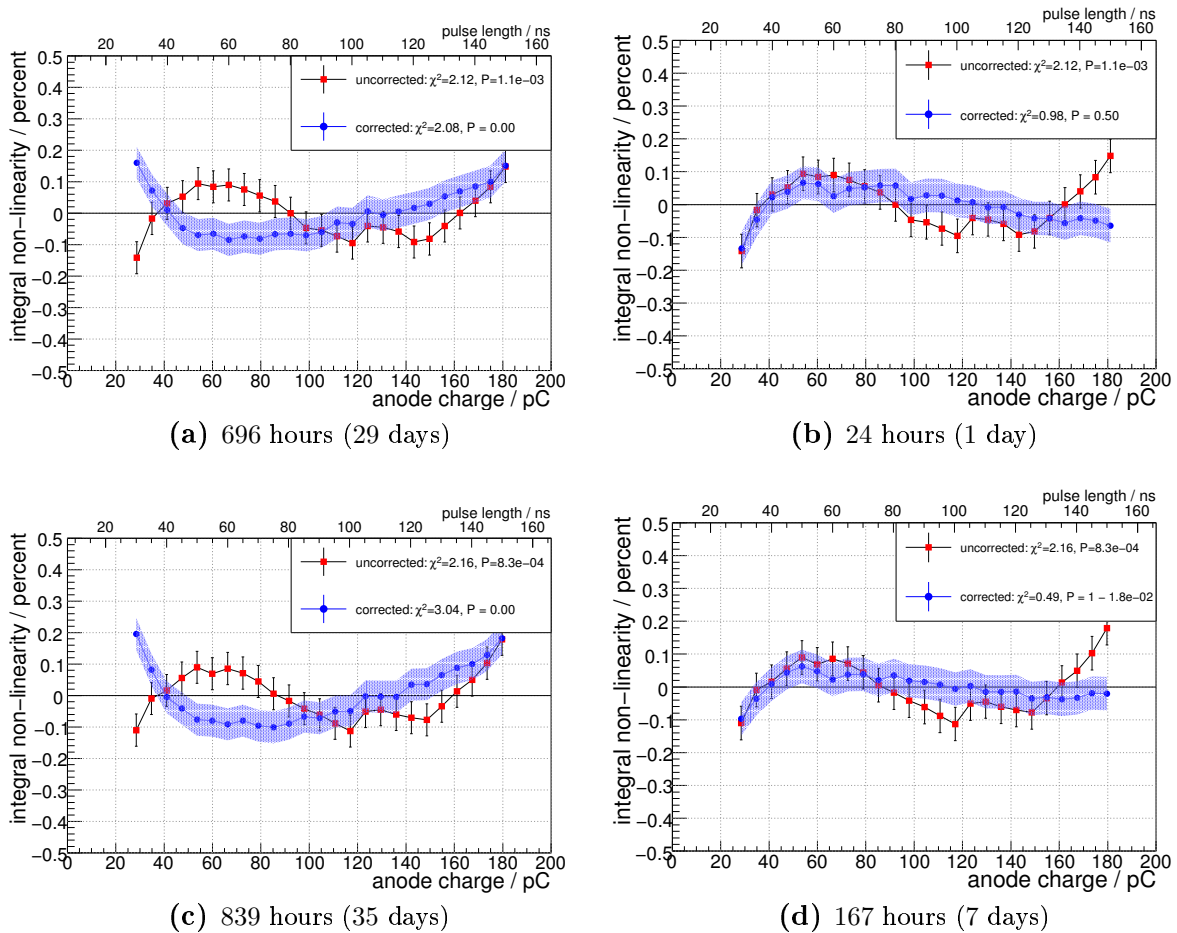 pulse length / ns
20 40 60 80 100 120 140 160
integral non−linearity / percent
0.5
0.4
0.3
0.2
0.1
0
−0.1
−0.2
−0.3
−0.4
−0.5
uncorrected: χ²=2.12, P=1.1e−03
corrected: χ²=2.08, P = 0.00
0 20 40 60 80 100 120 140 160 180 200
anode charge / pC
(a) 696 hours (29 days)
pulse length / ns
20 40 60 80 100 120 140 160
integral non−linearity / percent
0.5
0.4
0.3
0.2
0.1
0
−0.1
−0.2
−0.3
−0.4
−0.5
uncorrected: χ²=2.12, P=1.1e−03
corrected: χ²=0.98, P = 0.50
0 20 40 60 80 100 120 140 160 180 200
anode charge / pC
(b) 24 hours (1 day)
pulse length / ns
20 40 60 80 100 120 140 160
integral non−linearity / percent
0.5
0.4
0.3
0.2
0.1
0
−0.1
−0.2
−0.3
−0.4
−0.5
uncorrected: χ²=2.16, P=8.3e−04
corrected: χ²=3.04, P = 0.00
0 20 40 60 80 100 120 140 160 180 200
anode charge / pC
(c) 839 hours (35 days)
pulse length / ns
20 40 60 80 100 120 140 160
integral non−linearity / percent
0.5
0.4
0.3
0.2
0.1
0
−0.1
−0.2
−0.3
−0.4
−0.5
uncorrected: χ²=2.16, P=8.3e−04
corrected: χ²=0.49, P = 1 − 1.8e−02
0 20 40 60 80 100 120 140 160 180 200
anode charge / pC
(d) 167 hours (7 days)